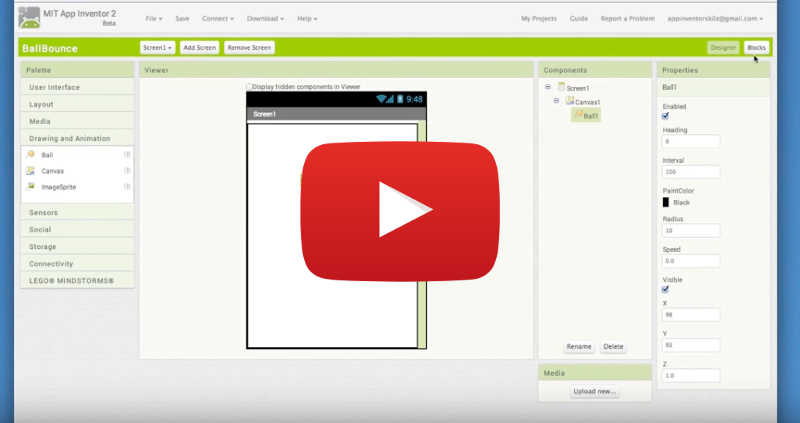 MIT App Inventor 2
Beta
File Save Connect Download Help
My Projects Guide Report a Problem appinventorskilz@gmail.com
BallBounce
Screen1 Add Screen Remove Screen
Designer Blocks
Palette
User Interface
Layout
Media
Drawing and Animation
Ball
Canvas
ImageSprite
Sensors
Social
Storage
Connectivity
LEGO® MINDSTORMS®
Viewer
Display hidden components in Viewer
9:48
Screen1
Components
Screen1
Canvas1
Ball1
Rename Delete
Media
Upload new...
Properties
Ball1
Enabled
Heading
0
Interval
100
PaintColor
Black
Radius
10
Speed
0.0
Visible
X
98
Y
93
Z
1.0